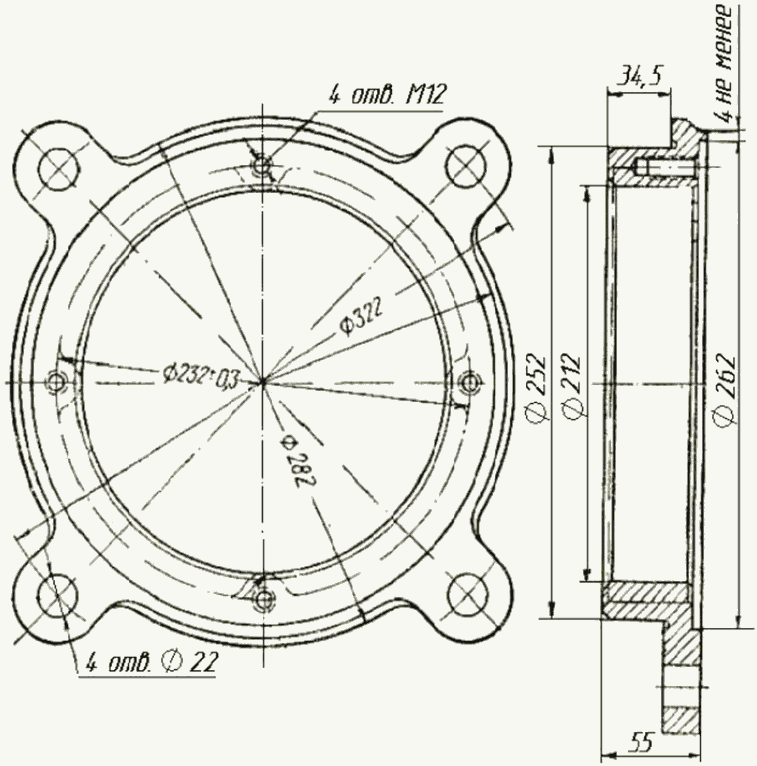 4 отв. М12
34,5
4 не менее
Ф322
Ф232±0,3
Ф282
∅252
∅212
∅262
4 отв. ∅22
55